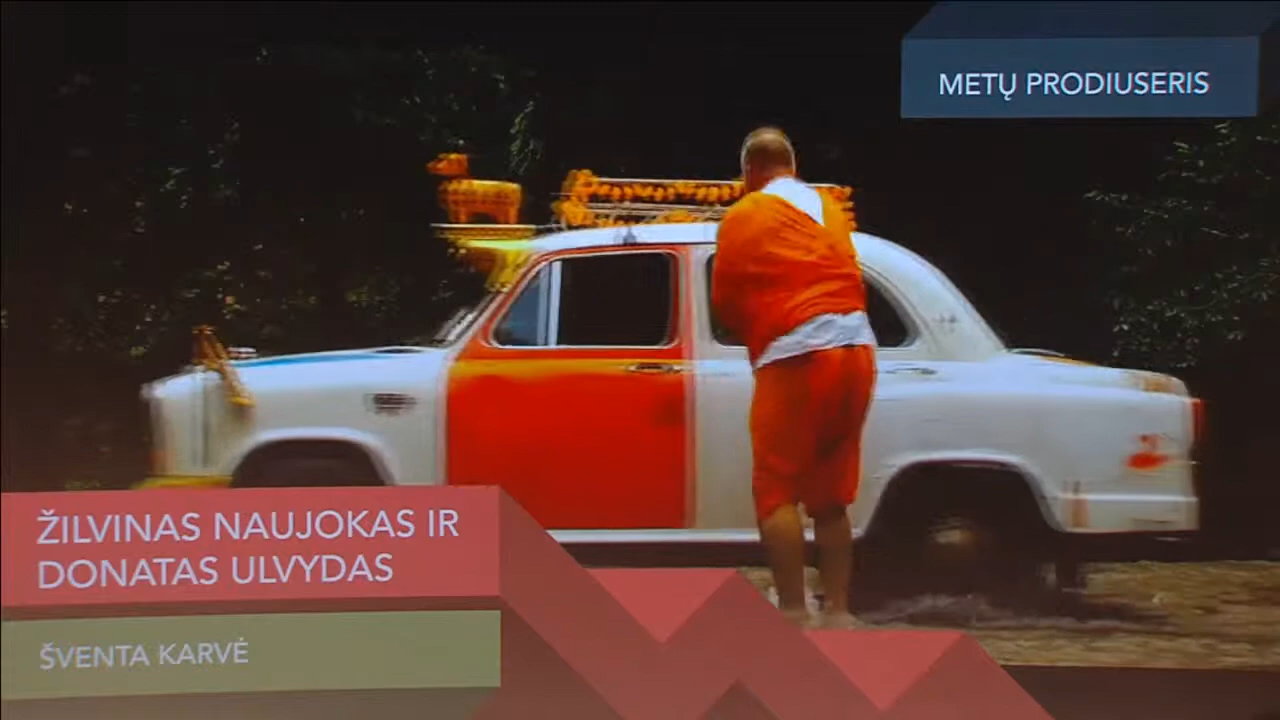 METŲ PRODIUSERIS
ŽILVINAS NAUJOKAS IR
DONATAS ULVYDAS
ŠVENTA KARVĖ